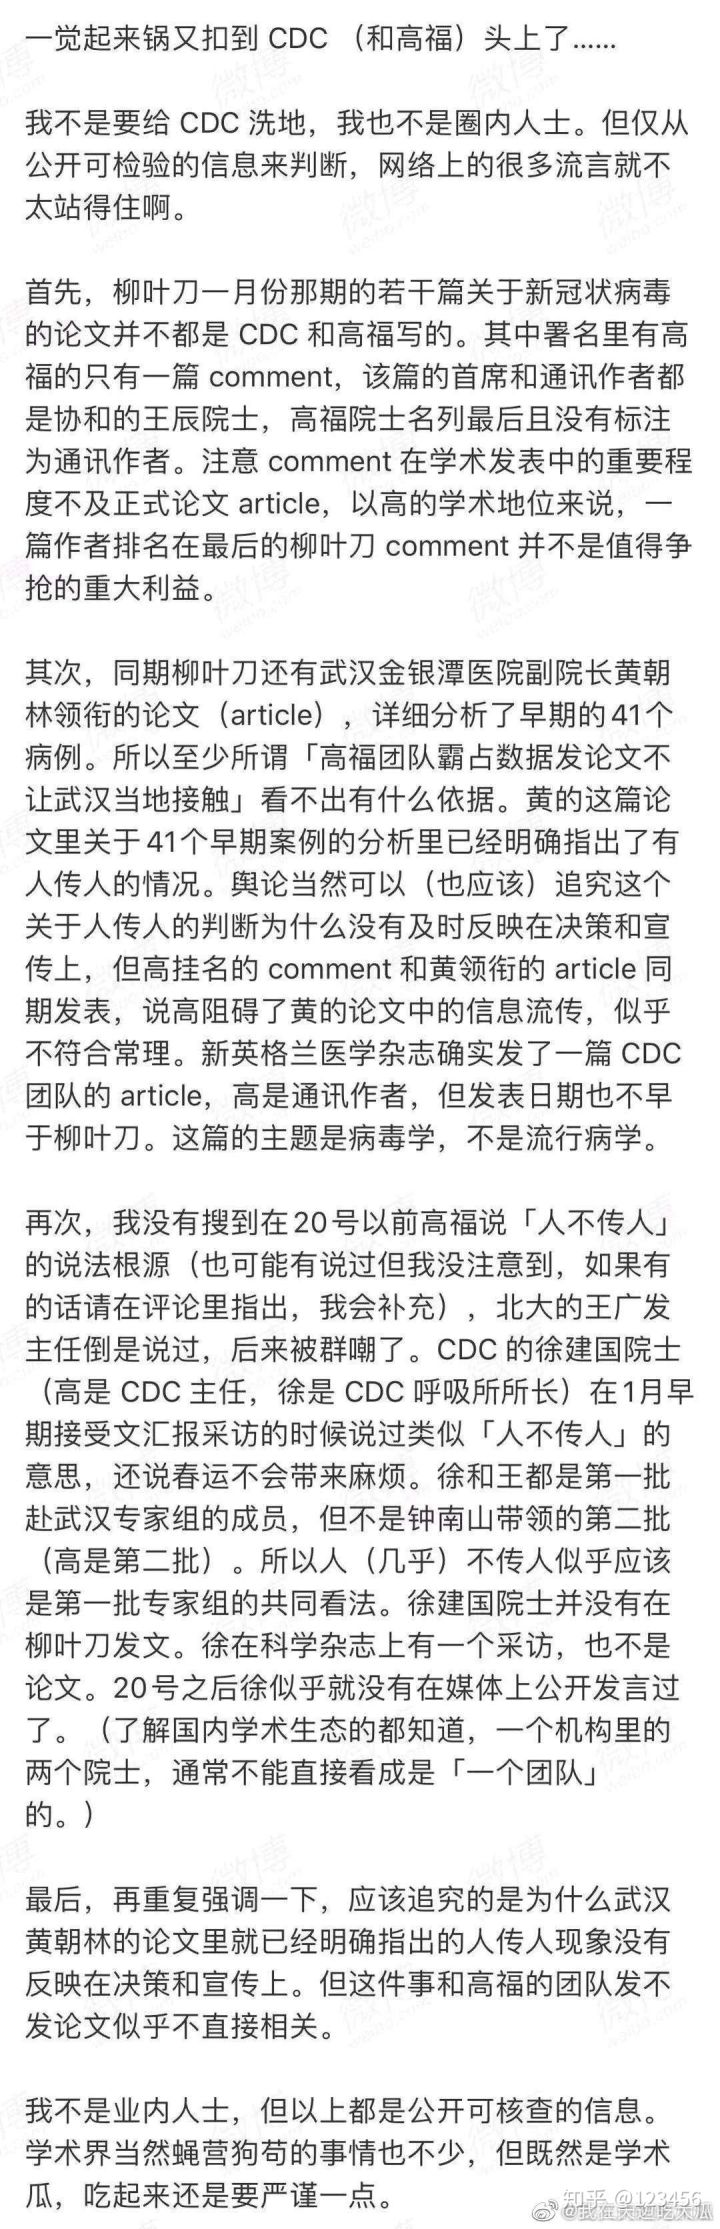 一觉起来锅又扣到 CDC （和高福）头上了……
我不是要给 CDC 洗地，我也不是圈内人士。但仅从
公开可检验的信息来判断，网络上的很多流言就不
太站得住啊。
首先，柳叶刀一月份那期的若干篇关于新冠状病毒
的论文并不都是 CDC 和高福写的。其中署名里有高
福的只有一篇 comment，该篇的首席和通讯作者都
是协和的王辰院士，高福院士名列最后且没有标注
为通讯作者。注意 comment 在学术发表中的重要程
度不及正式论文 article，以高的学术地位来说，一
篇作者排名在最后的柳叶刀 comment 并不是值得争
抢的重大利益。
其次，同期柳叶刀还有武汉金银潭医院副院长黄朝
林领衔的论文（article），详细分析了早期的41个
病例。所以至少所谓「高福团队霸占数据发论文不
让武汉当地接触」看不出有什么依据。黄的这篇论
文里关于41个早期案例的分析里已经明确指出了有
人传人的情况。舆论当然可以（也应该）追究这个
关于人传人的判断为什么没有及时反映在决策和宣
传上，但高挂名的 comment 和黄领衔的 article 同
期发表，说高阻碍了黄的论文中的信息流传，似乎
不符合常理。新英格兰医学杂志确实发了一篇 CDC
团队的 article，高是通讯作者，但发表日期也不早
于柳叶刀。这篇的主题是病毒学，不是流行病学。
再次，我没有搜到在20号以前高福说「人不传人」
的说法根源（也可能有说过但我没注意到，如果有
的话请在评论里指出，我会补充），北大的王广发
主任倒是说过，后来被群嘲了。CDC 的徐建国院士
（高是 CDC 主任，徐是 CDC 呼吸所所长）在1月早
期接受文汇报采访的时候说过类似「人不传人」的
意思，还说春运不会带来麻烦。徐和王都是第一批
赴武汉专家组的成员，但不是钟南山带领的第二批
（高是第二批）。所以人（几乎）不传人似乎应该
是第一批专家组的共同看法。徐建国院士并没有在
柳叶刀发文。徐在科学杂志上有一个采访，也不是
论文。20号之后徐似乎就没有在媒体上公开发言过
了。（了解国内学术生态的都知道，一个机构里的
两个院士，通常不能直接看成是「一个团队」
的。）
最后，再重复强调一下，应该追究的是为什么武汉
黄朝林的论文里就已经明确指出的人传人现象没有
反映在决策和宣传上。但这件事和高福的团队发不
发论文似乎不直接相关。
我不是业内人士，但以上都是公开可核查的信息。
学术界当然蝇营狗苟的事情也不少，但既然是学术
瓜，吃起来还是要严谨一点。
知乎 @123456
@我在天边吃大瓜